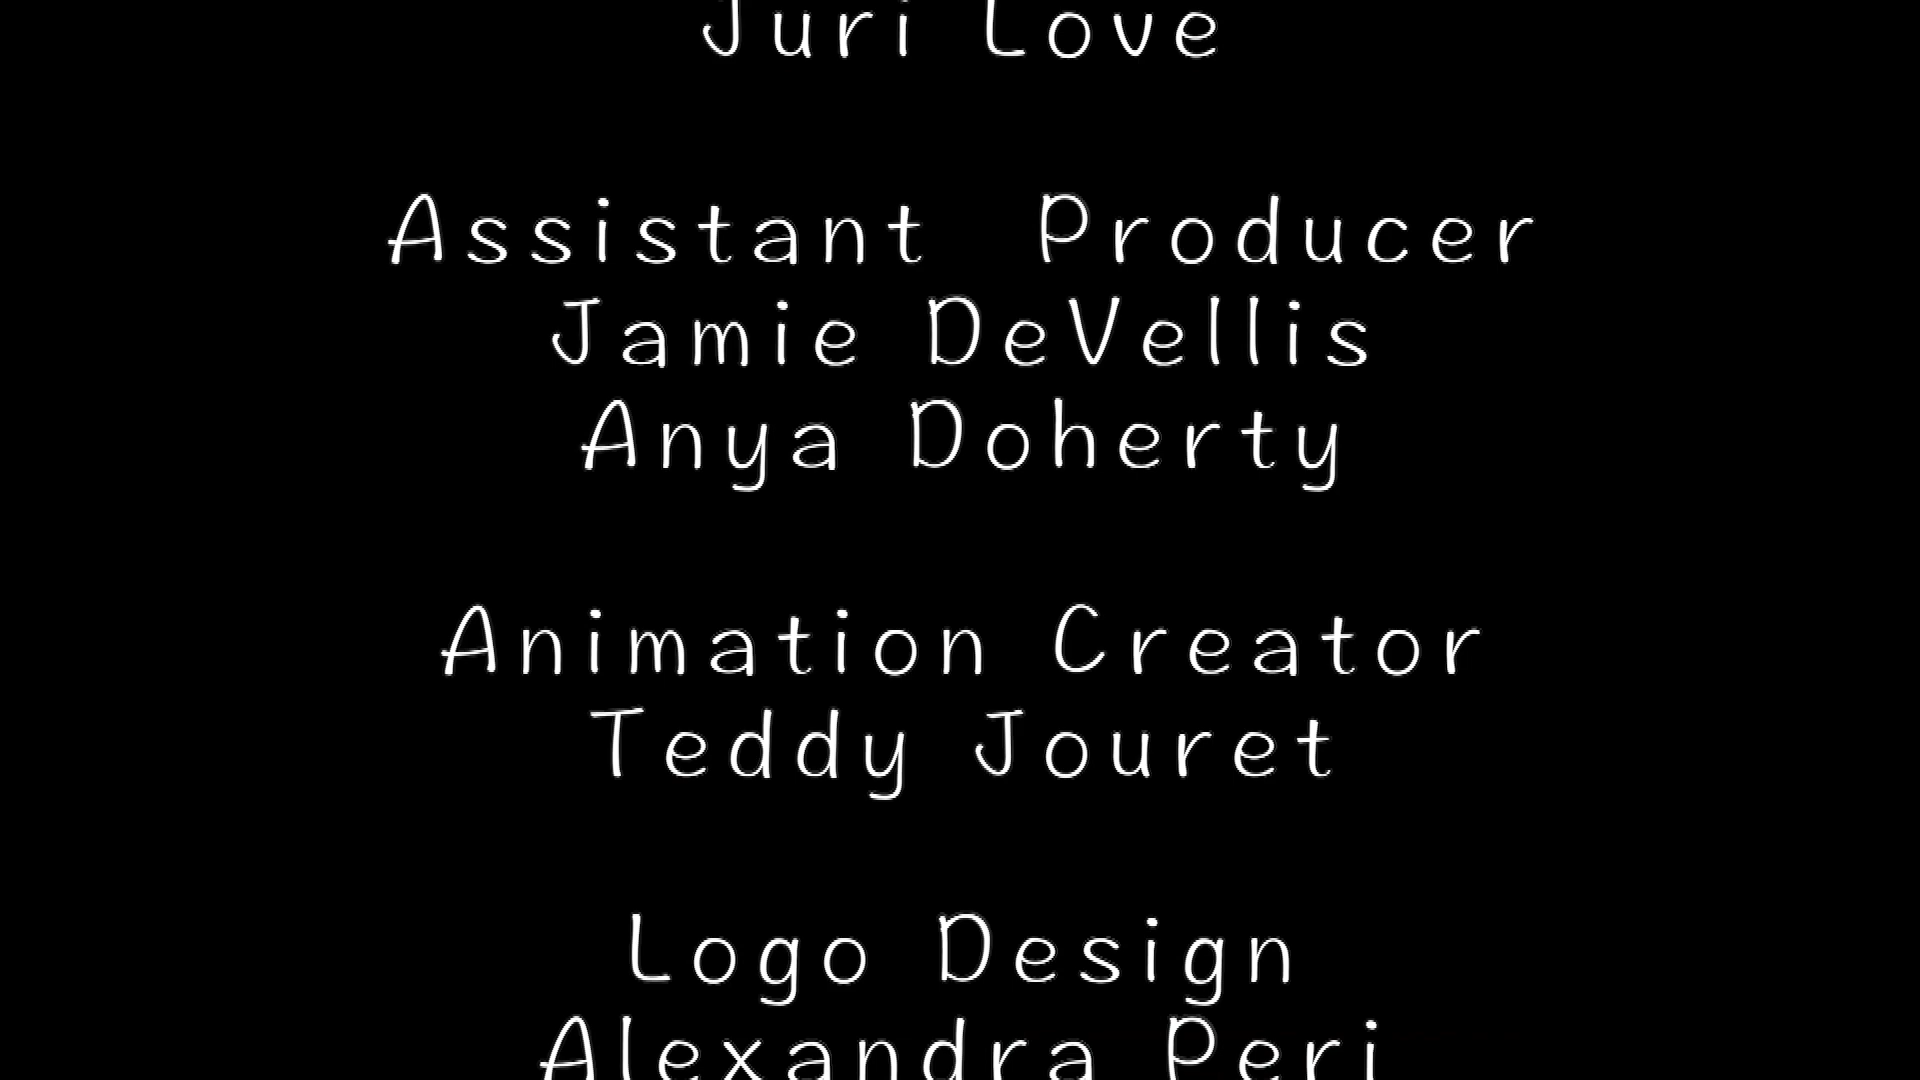 Juri Love
Assistant Producer
Jamie DeVellis
Anya Doherty
Animation Creator
Teddy Jouret
Logo Design
Alexandra Peri